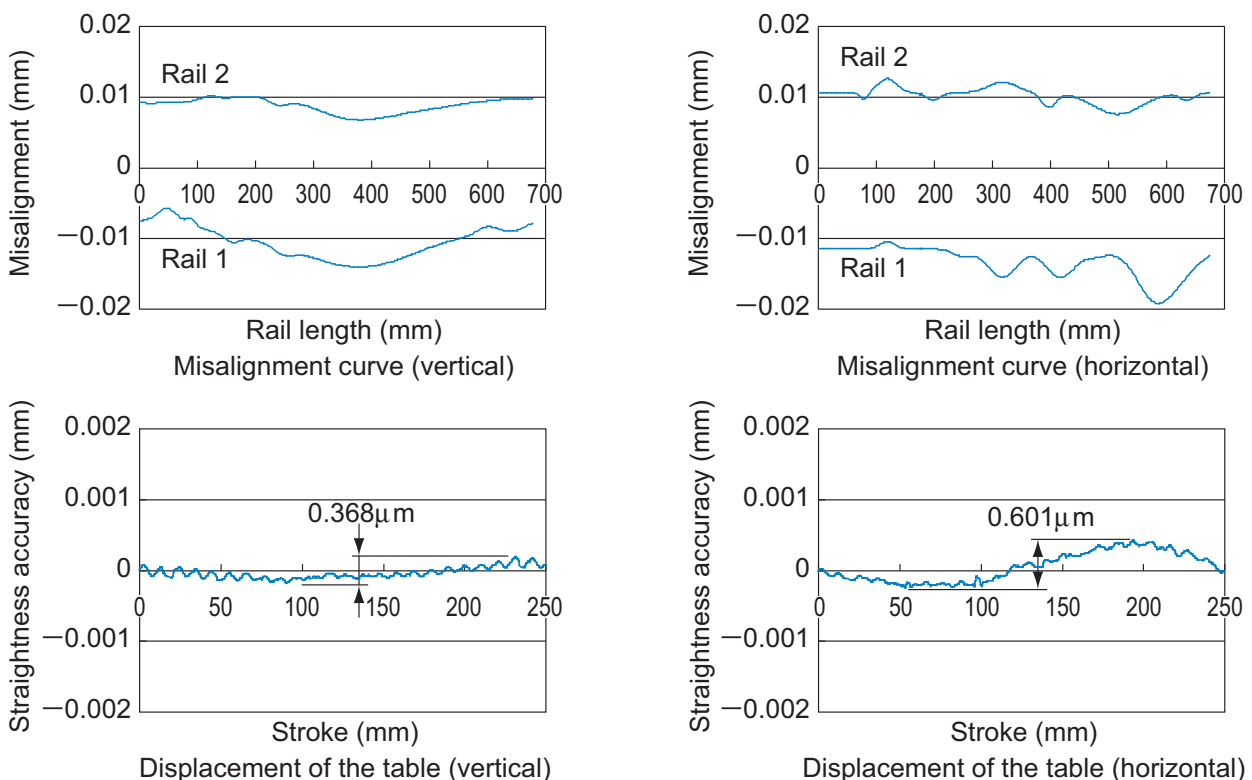 Misalignment (mm)
0.02
0.01
0
−0.01
−0.02
Rail 2
0 100 200 300 400 500 600 700
Rail 1
Rail length (mm)
Misalignment curve (vertical)
Misalignment (mm)
0.02
0.01
0
−0.01
−0.02
Rail 2
0 100 200 300 400 500 600 700
Rail 1
Rail length (mm)
Misalignment curve (horizontal)
Straightness accuracy (mm)
0.002
0.001
0
−0.001
−0.002
0.368μm
0 50 100 150 200 250
Stroke (mm)
Displacement of the table (vertical)
Straightness accuracy (mm)
0.002
0.001
0
−0.001
−0.002
0.601μm
0 50 100 150 200 250
Stroke (mm)
Displacement of the table (horizontal)